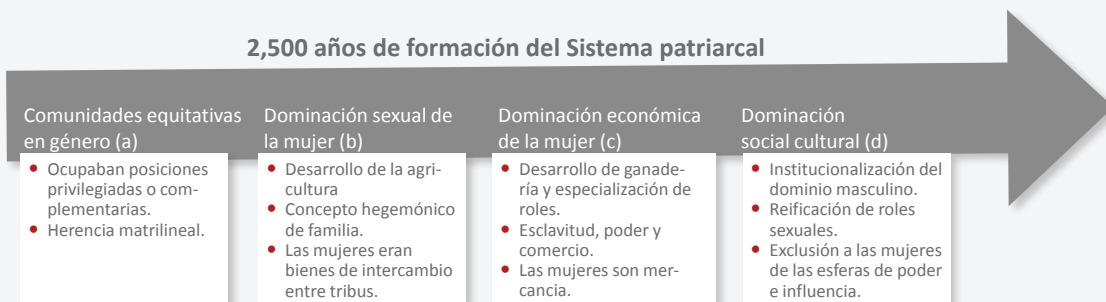 2,500 años de formación del Sistema patriarcal
Comunidades equitativas
en género (a)
• Ocupaban posiciones
privilegiadas o com-
plementarias.
• Herencia matrilineal.
Dominación sexual de
la mujer (b)
• Desarrollo de la agri-
cultura
• Concepto hegemónico
de familia.
• Las mujeres eran
bienes de intercambio
entre tribus.
Dominación económica
de la mujer (c)
• Desarrollo de ganade-
ría y especialización de
roles.
• Esclavitud, poder y
comercio.
• Las mujeres son mer-
cancia.
Dominación
social cultural (d)
• Institucionalización del
dominio masculino.
• Reificación de roles
sexuales.
• Exclusión a las mujeres
de las esferas de poder
e influencia.